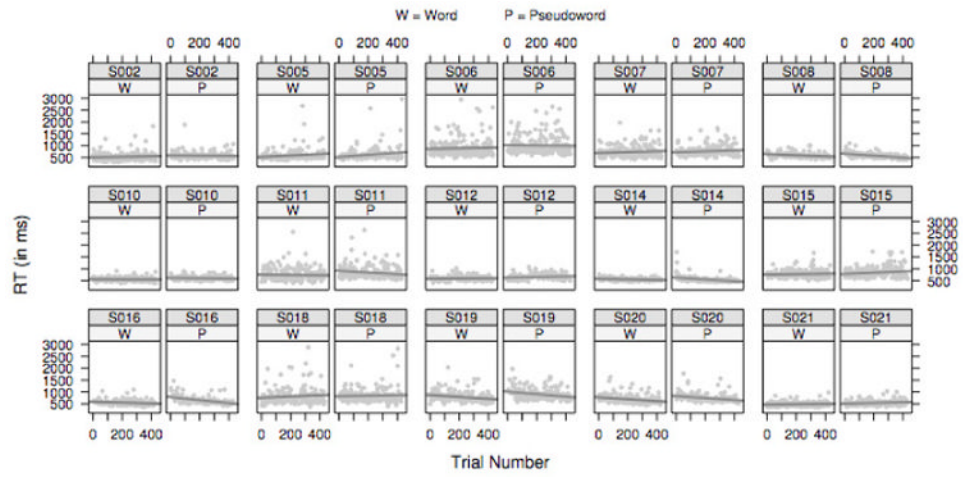 W = Word P = Pseudoword
0 200 400 0 200 400 0 200 400 0 200 400 0 200 400
S002 S002 S005 S005 S006 S006 S007 S007 S008 S008
W P W P W P W P W P
3000
2500
2000
1500
1000
500
S010 S010 S011 S011 S012 S012 S014 S014 S015 S015
W P W P W P W P W P
3000
2500
2000
1500
1000
500
RT (in ms)
S016 S016 S018 S018 S019 S019 S020 S020 S021 S021
W P W P W P W P W P
3000
2500
2000
1500
1000
500
0 200 400 0 200 400 0 200 400 0 200 400 0 200 400
Trial Number